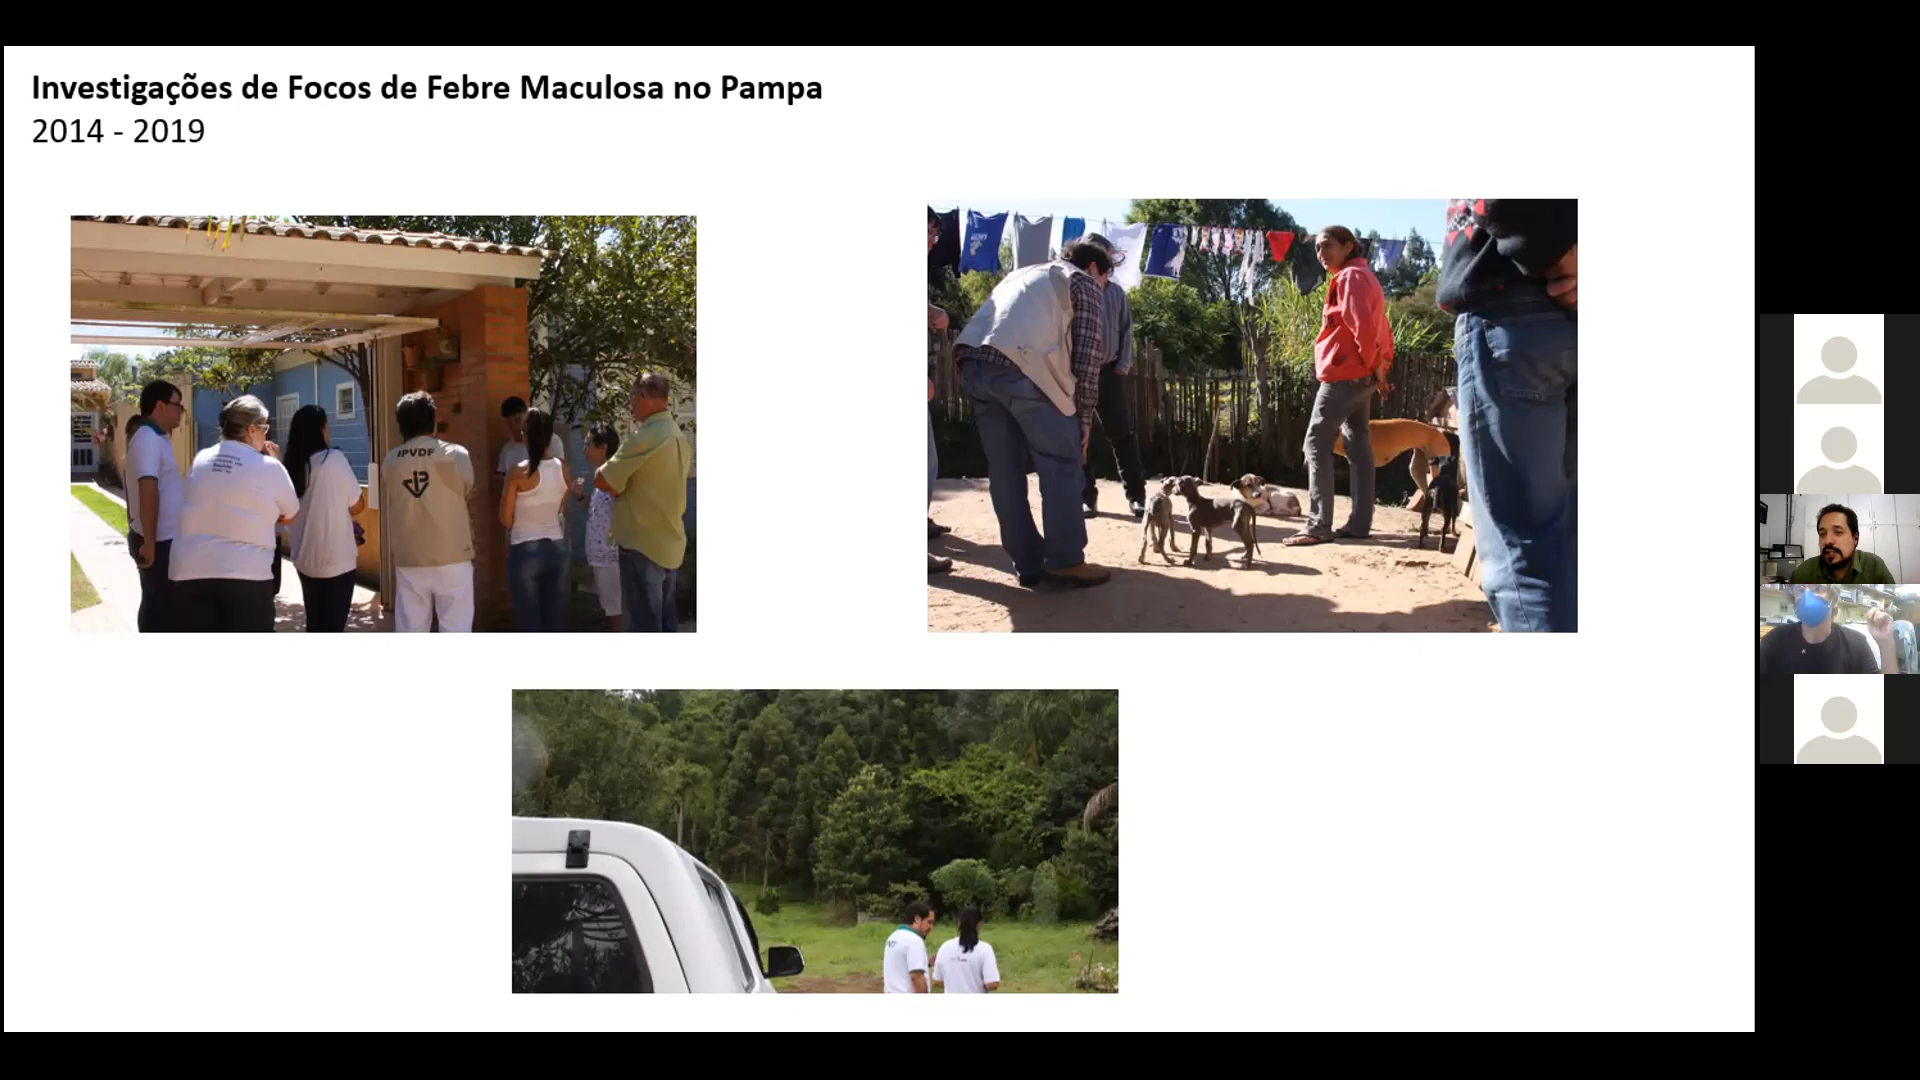 Investigações de Focos de Febre Maculosa no Pampa
2014 - 2019
IPVDF